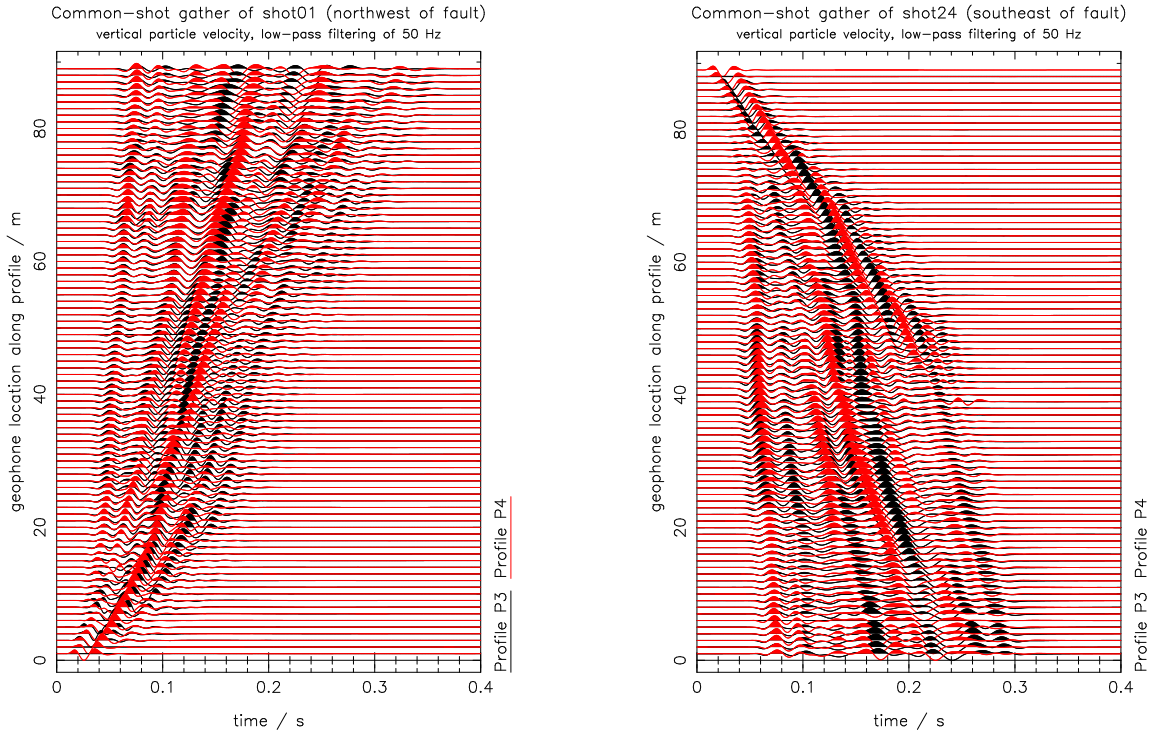 Common-shot gather of shot01 (northwest of fault)
vertical particle velocity, low-pass filtering of 50 Hz
geophone location along profile / m
80
60
40
20
0
0 0.1 0.2 0.3 0.4
time / s
Profile P3 Profile P4
Common-shot gather of shot24 (southeast of fault)
vertical particle velocity, low-pass filtering of 50 Hz
geophone location along profile / m
80
60
40
20
0
0 0.1 0.2 0.3 0.4
time / s
Profile P3 Profile P4